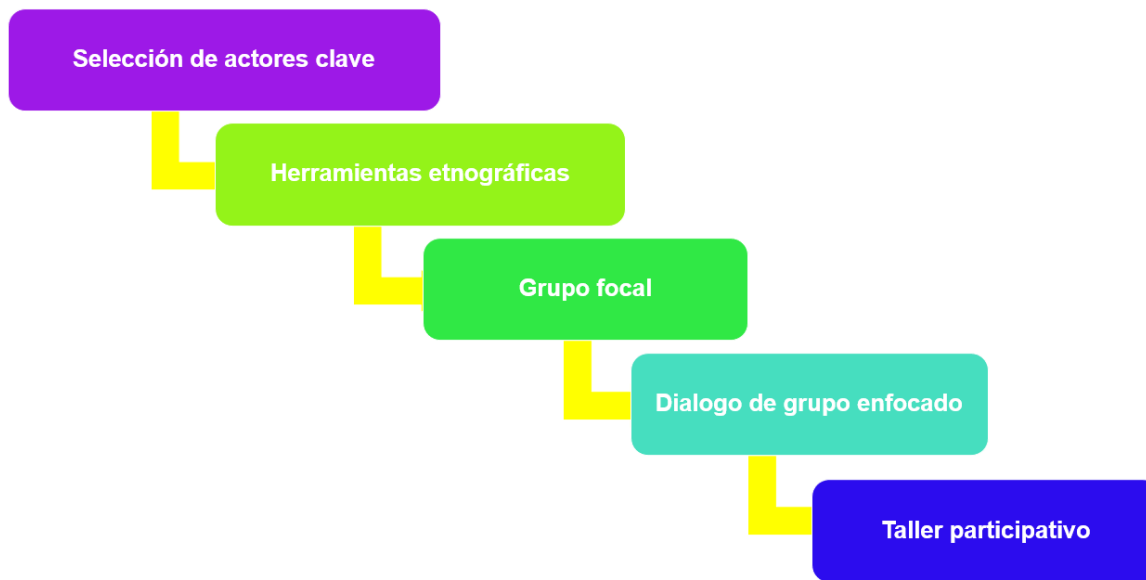 Selección de actores clave
Herramientas etnográficas
Grupo focal
Dialogo de grupo enfocado
Taller participativo